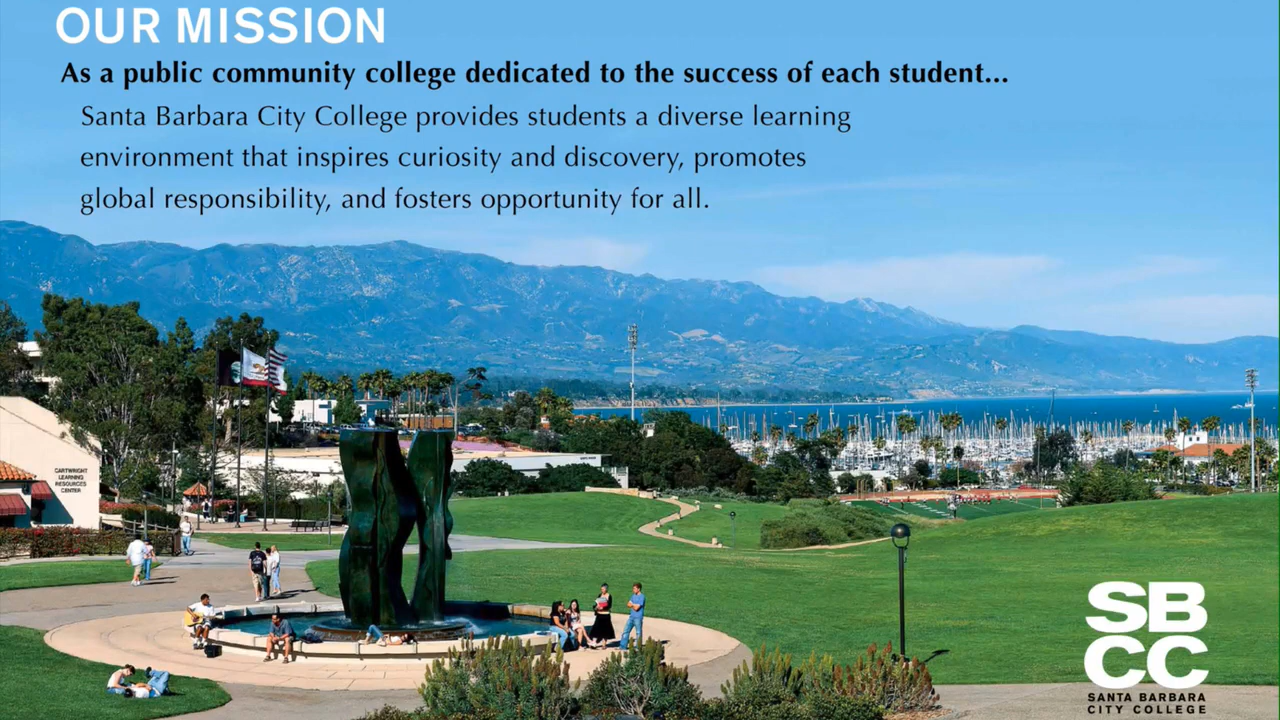 OUR MISSION
As a public community college dedicated to the success of each student...
Santa Barbara City College provides students a diverse learning
environment that inspires curiosity and discovery, promotes
global responsibility, and fosters opportunity for all.
CARTWRIGHT
LEARNING
RESOURCES
CENTER
SB
CC
SANTA BARBARA
CITY COLLEGE